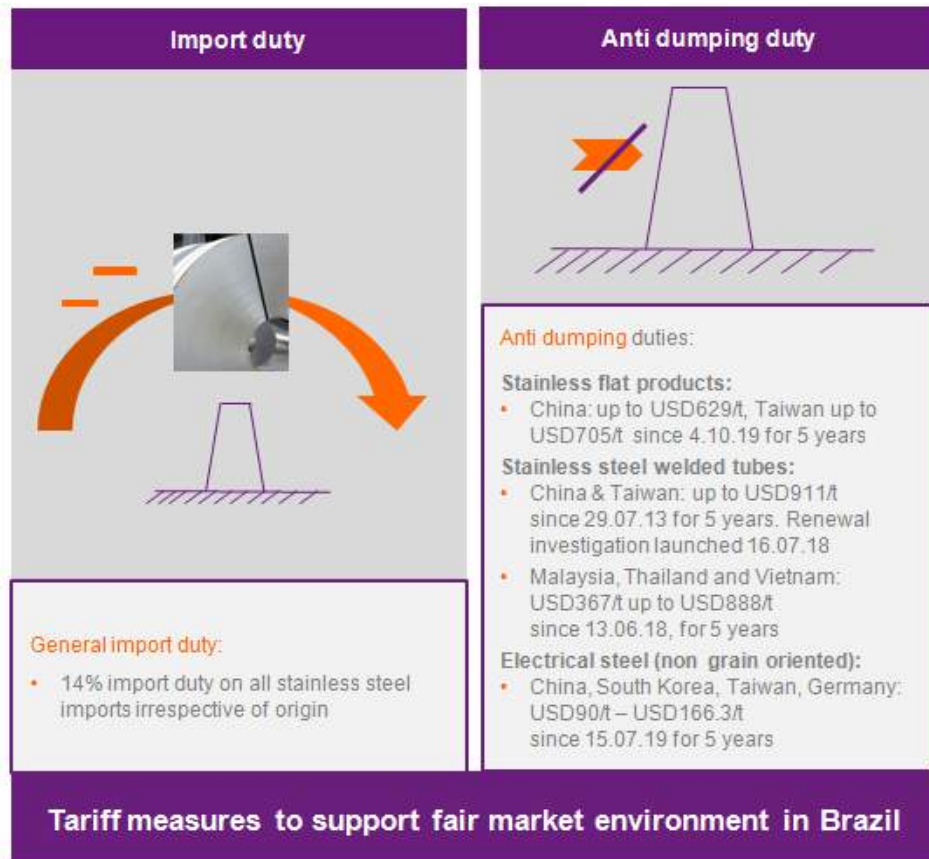 Import duty
General import duty:
• 14% import duty on all stainless steel
imports irrespective of origin
Anti dumping duty
Anti dumping duties:
Stainless flat products:
• China: up to USD629/t, Taiwan up to
USD705/t since 4.10.19 for 5 years
Stainless steel welded tubes:
• China & Taiwan: up to USD911/t
since 29.07.13 for 5 years. Renewal
investigation launched 16.07.18
• Malaysia, Thailand and Vietnam:
USD367/t up to USD888/t
since 13.06.18, for 5 years
Electrical steel (non grain oriented):
• China, South Korea, Taiwan, Germany:
USD90/t – USD166.3/t
since 15.07.19 for 5 years
Tariff measures to support fair market environment in Brazil